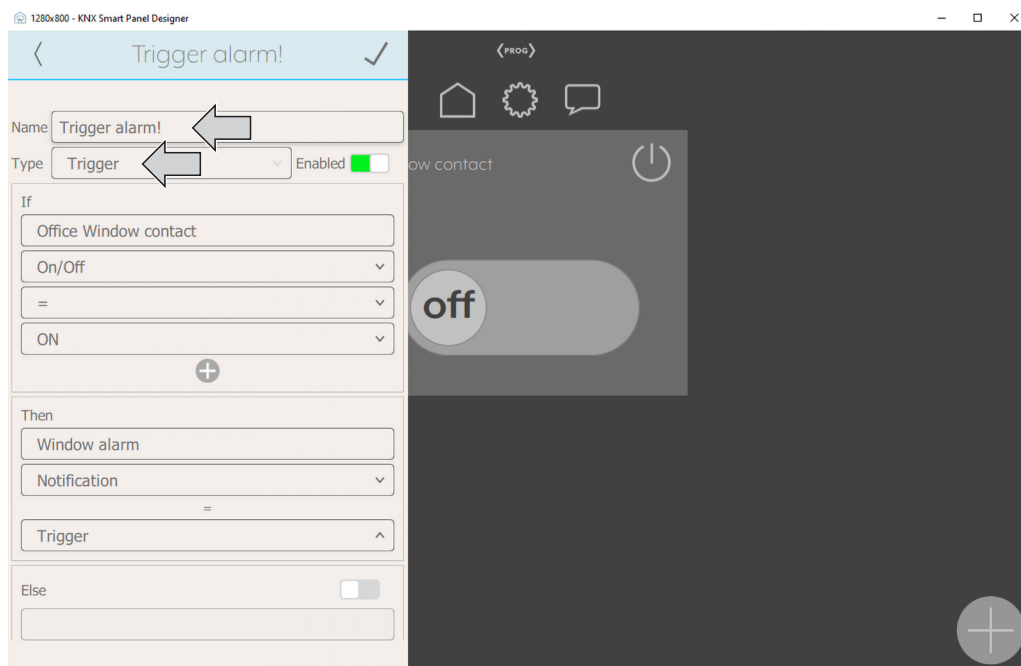 1280x800 - KNX Smart Panel Designer
Trigger alarm!
⟨PROG⟩
Name Trigger alarm!
Type Trigger Enabled
ow contact
If
Office Window contact
On/Off
=
ON
off
Then
Window alarm
Notification
=
Trigger
Else